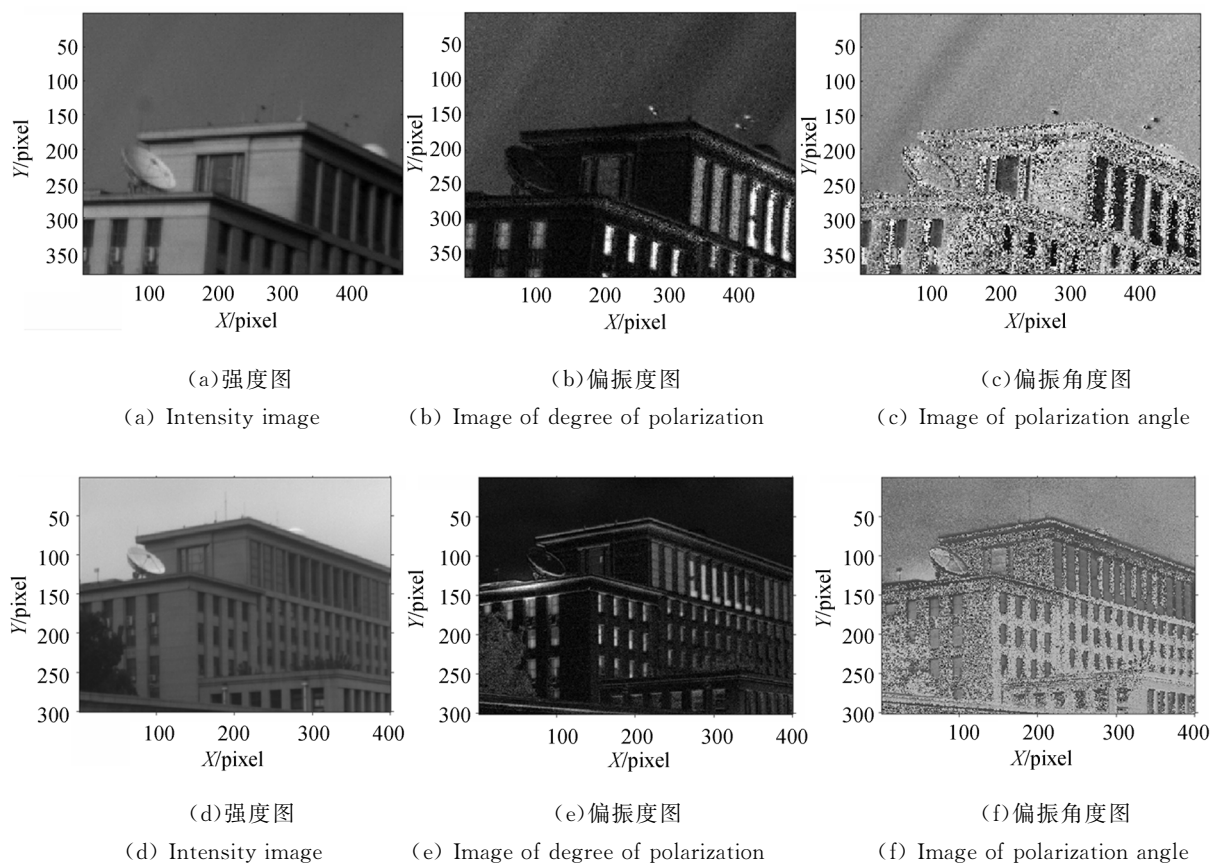 50
100
150
200
250
300
350
Y/pixel
100 200 300 400
X/pixel
50
100
150
200
250
300
350
Y/pixel
100 200 300 400
X/pixel
50
100
150
200
250
300
350
Y/pixel
100 200 300 400
X/pixel
(a)强度图
(b)偏振度图
(c)偏振角度图
(a) Intensity image
(b) Image of degree of polarization
(c) Image of polarization angle
50
100
150
200
250
300
Y/pixel
100 200 300 400
X/pixel
50
100
150
200
250
300
Y/pixel
100 200 300 400
X/pixel
50
100
150
200
250
300
Y/pixel
100 200 300 400
X/pixel
(d)强度图
(e)偏振度图
(f)偏振角度图
(d) Intensity image
(e) Image of degree of polarization
(f) Image of polarization angle